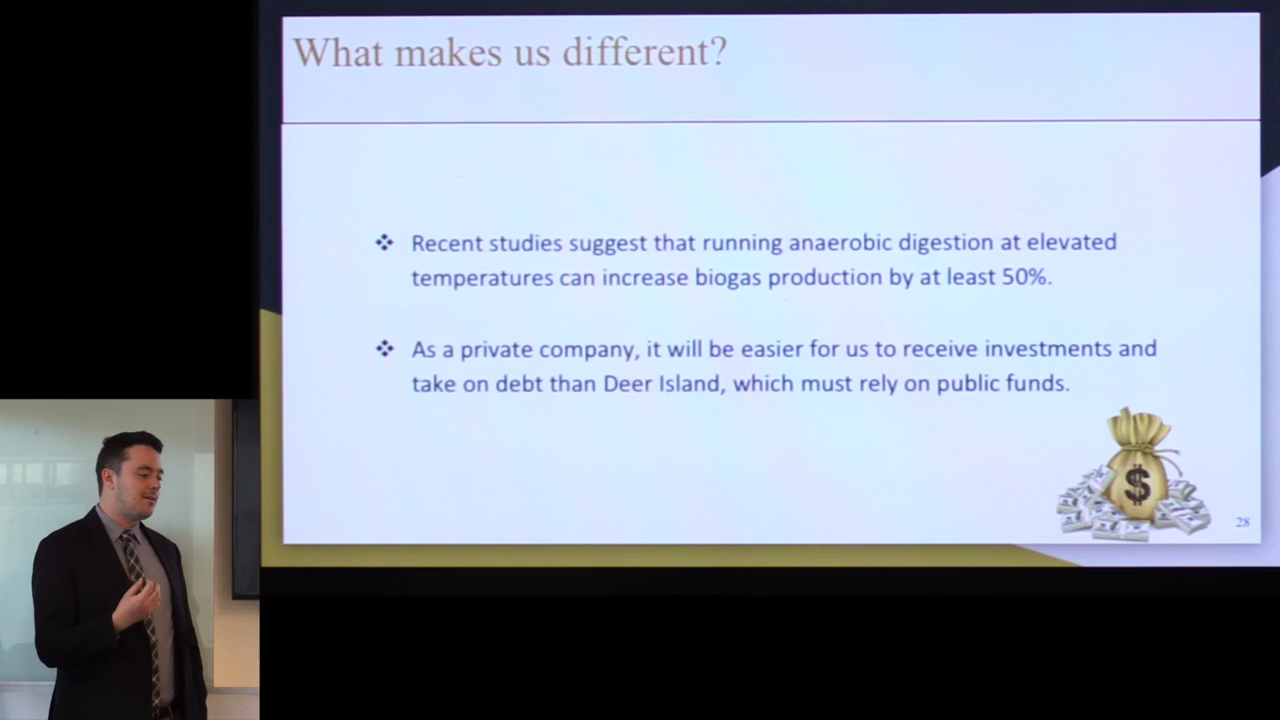 What makes us different?
❖ Recent studies suggest that running anaerobic digestion at elevated
temperatures can increase biogas production by at least 50%.
❖ As a private company, it will be easier for us to receive investments and
take on debt than Deer Island, which must rely on public funds.
$
28